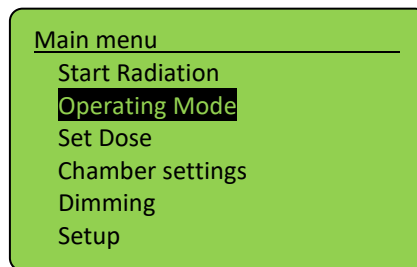 Main menu
Start Radiation
Operating Mode
Set Dose
Chamber settings
Dimming
Setup